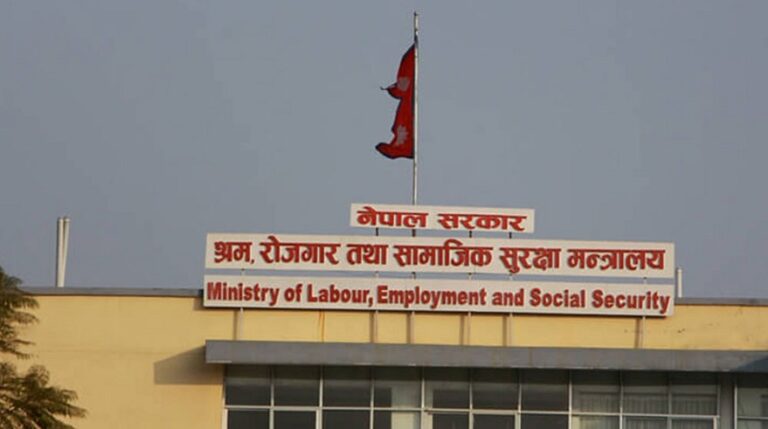 नेपाल सरकार
श्रम, रोजगार तथा सामाजिक सुरक्षा मन्त्रालय
Ministry of Labour, Employment and Social Security